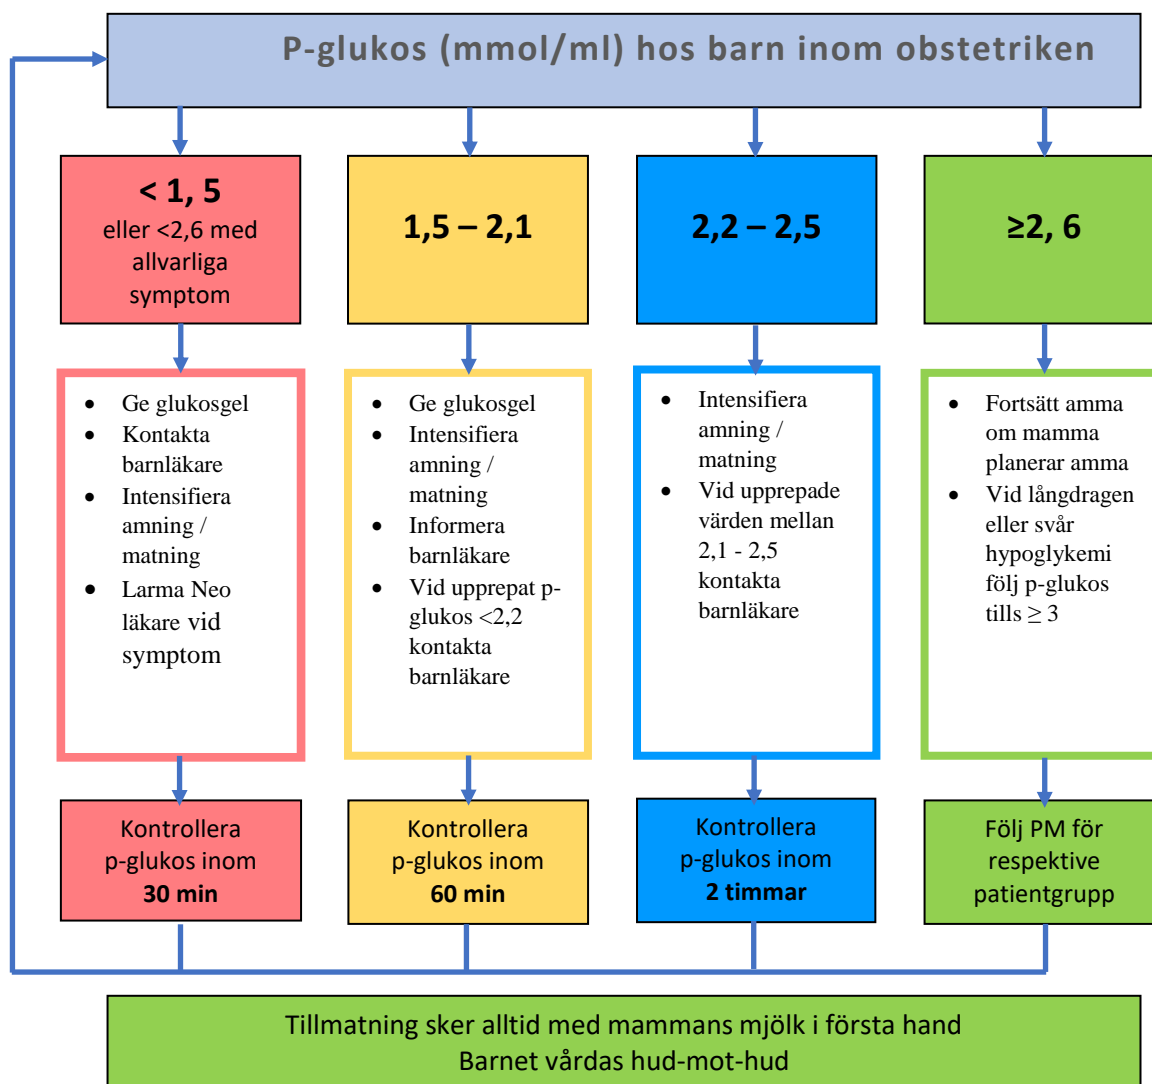 P-glukos (mmol/ml) hos barn inom obstetriken
< 1, 5
eller <2,6 med
allvarliga
symptom
1,5 – 2,1
2,2 – 2,5
≥2, 6
• Ge glukosgel
• Kontakta
barnläkare
• Intensifiera
amning /
matning
• Larma Neo
läkare vid
symptom
• Ge glukosgel
• Intensifiera
amning /
matning
• Informera
barnläkare
• Vid upprepat p-
glukos <2,2
kontakta
barnläkare
• Intensifiera
amning /
matning
• Vid upprepade
värden mellan
2,1 - 2,5
kontakta
barnläkare
• Fortsätt amma
om mamma
planerar amma
• Vid långdragen
eller svår
hypoglykemi
följ p-glukos
tills ≥ 3
Kontrollera
p-glukos inom
30 min
Kontrollera
p-glukos inom
60 min
Kontrollera
p-glukos inom
2 timmar
Följ PM för
respektive
patientgrupp
Tillmatning sker alltid med mammans mjölk i första hand
Barnet vårdas hud-mot-hud